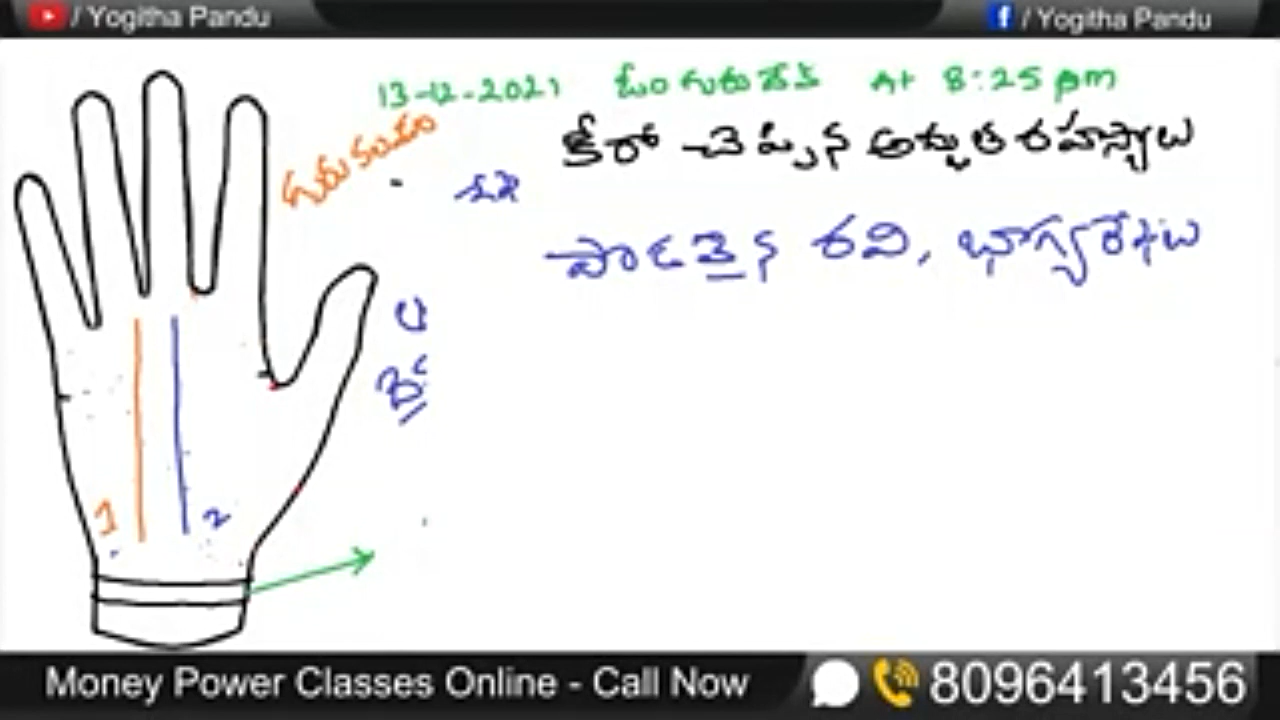 / Yogitha Pandu
/ Yogitha Pandu
13-12-2021 At 8:25 pm
కీరో చెప్పిన అద్భుత రహస్యాలు
రవి, భాగ్యరేఖలు
1
2
Money Power Classes Online - Call Now
8096413456